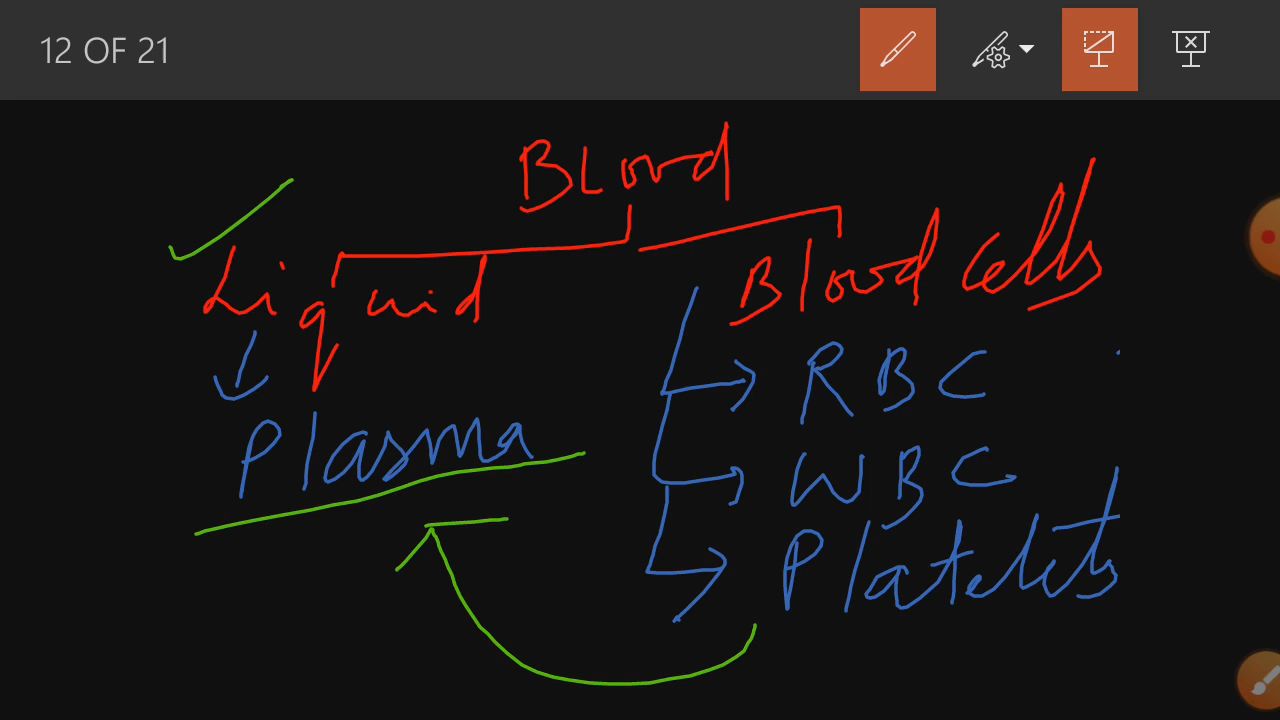 12 OF 21
Blood
Liquid
Blood Cells
Plasma
RBC
WBC
Platelets